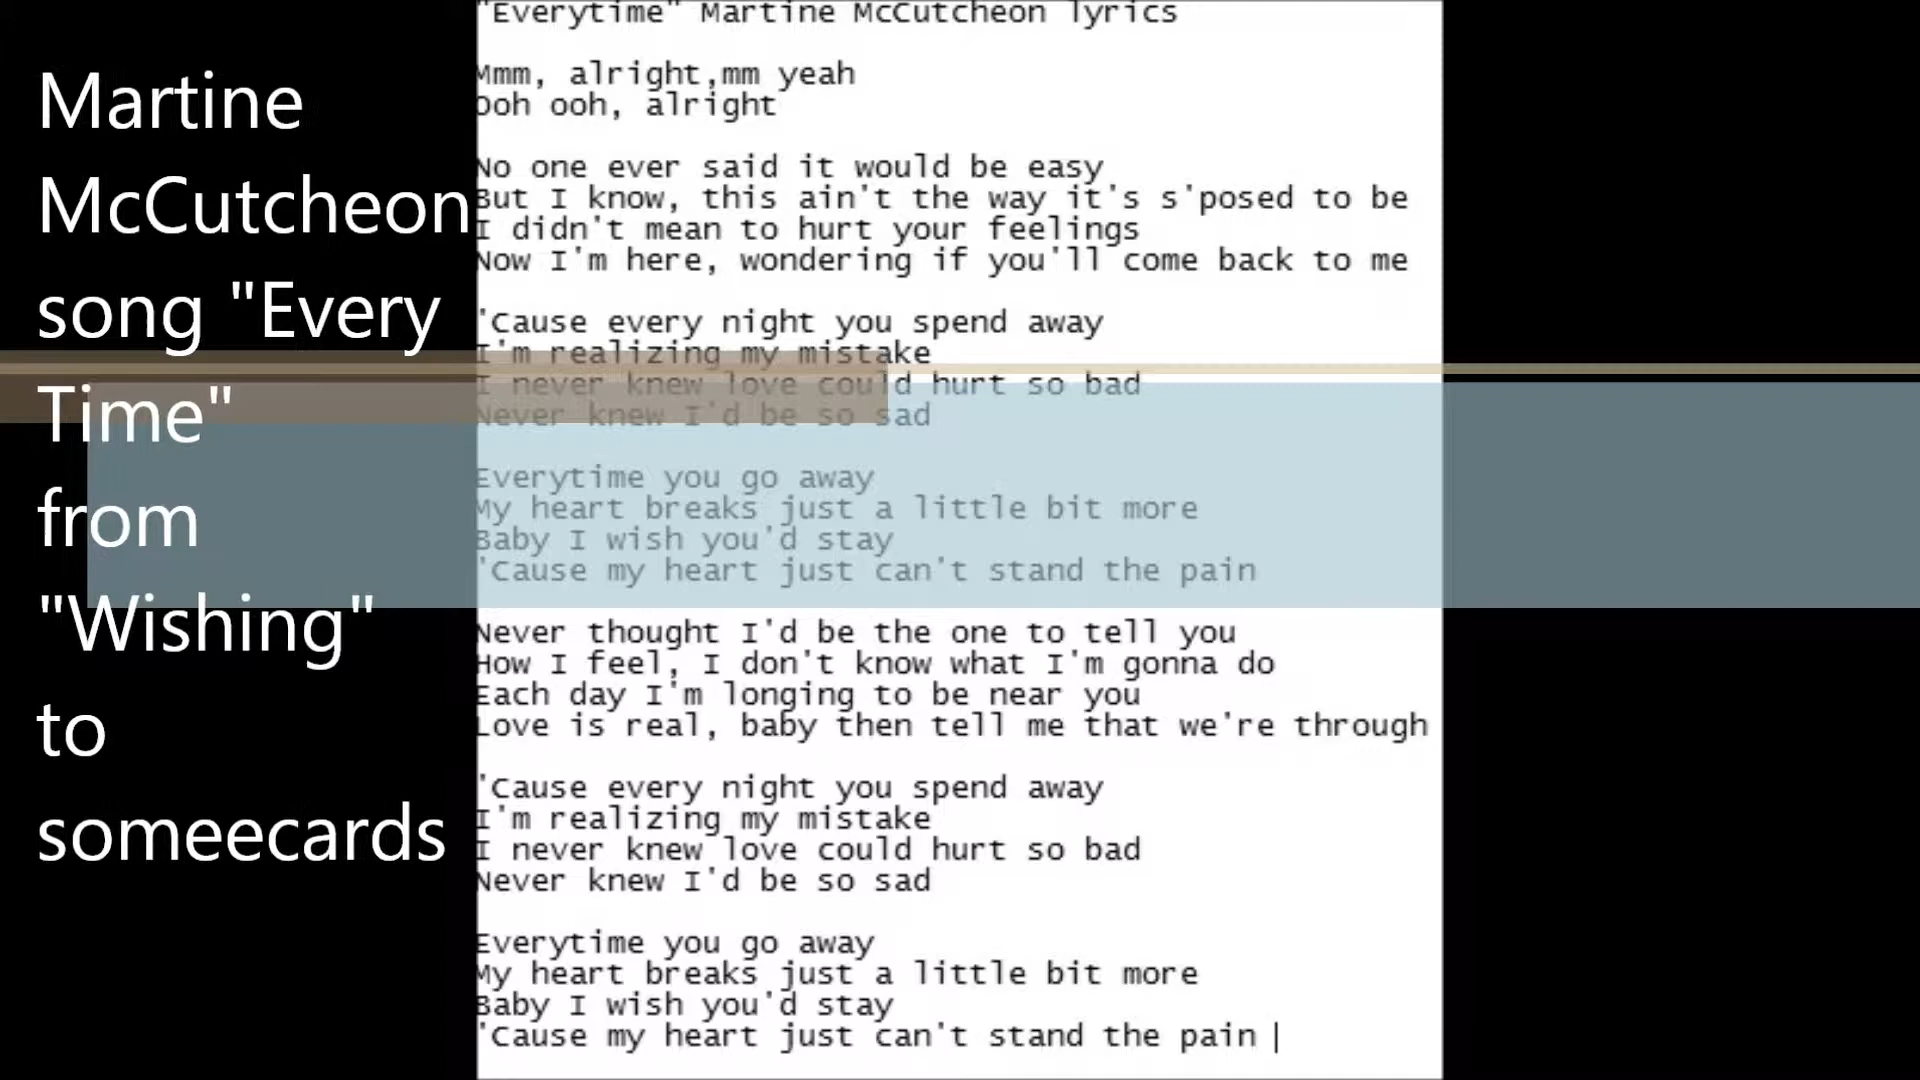 Martine
McCutcheon
song "Every
Time"
from
"Wishing"
to
someecards
"Everytime" Martine McCutcheon lyrics
Mmm, alright,mm yeah
Ooh ooh, alright
No one ever said it would be easy
But I know, this ain't the way it's s'posed to be
I didn't mean to hurt your feelings
Now I'm here, wondering if you'll come back to me
'Cause every night you spend away
I'm realizing my mistake
I never knew love could hurt so bad
Never knew I'd be so sad
Everytime you go away
My heart breaks just a little bit more
Baby I wish you'd stay
'Cause my heart just can't stand the pain
Never thought I'd be the one to tell you
How I feel, I don't know what I'm gonna do
Each day I'm longing to be near you
Love is real, baby then tell me that we're through
'Cause every night you spend away
I'm realizing my mistake
I never knew love could hurt so bad
Never knew I'd be so sad
Everytime you go away
My heart breaks just a little bit more
Baby I wish you'd stay
'Cause my heart just can't stand the pain